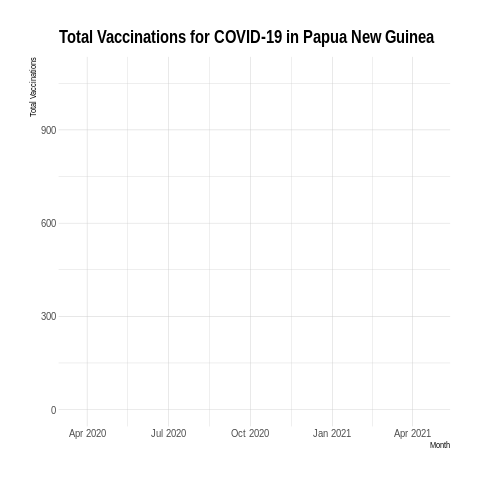 Total Vaccinations for COVID-19 in Papua New Guinea
Total Vaccinations
900
600
300
0
Apr 2020 Jul 2020 Oct 2020 Jan 2021 Apr 2021
Month